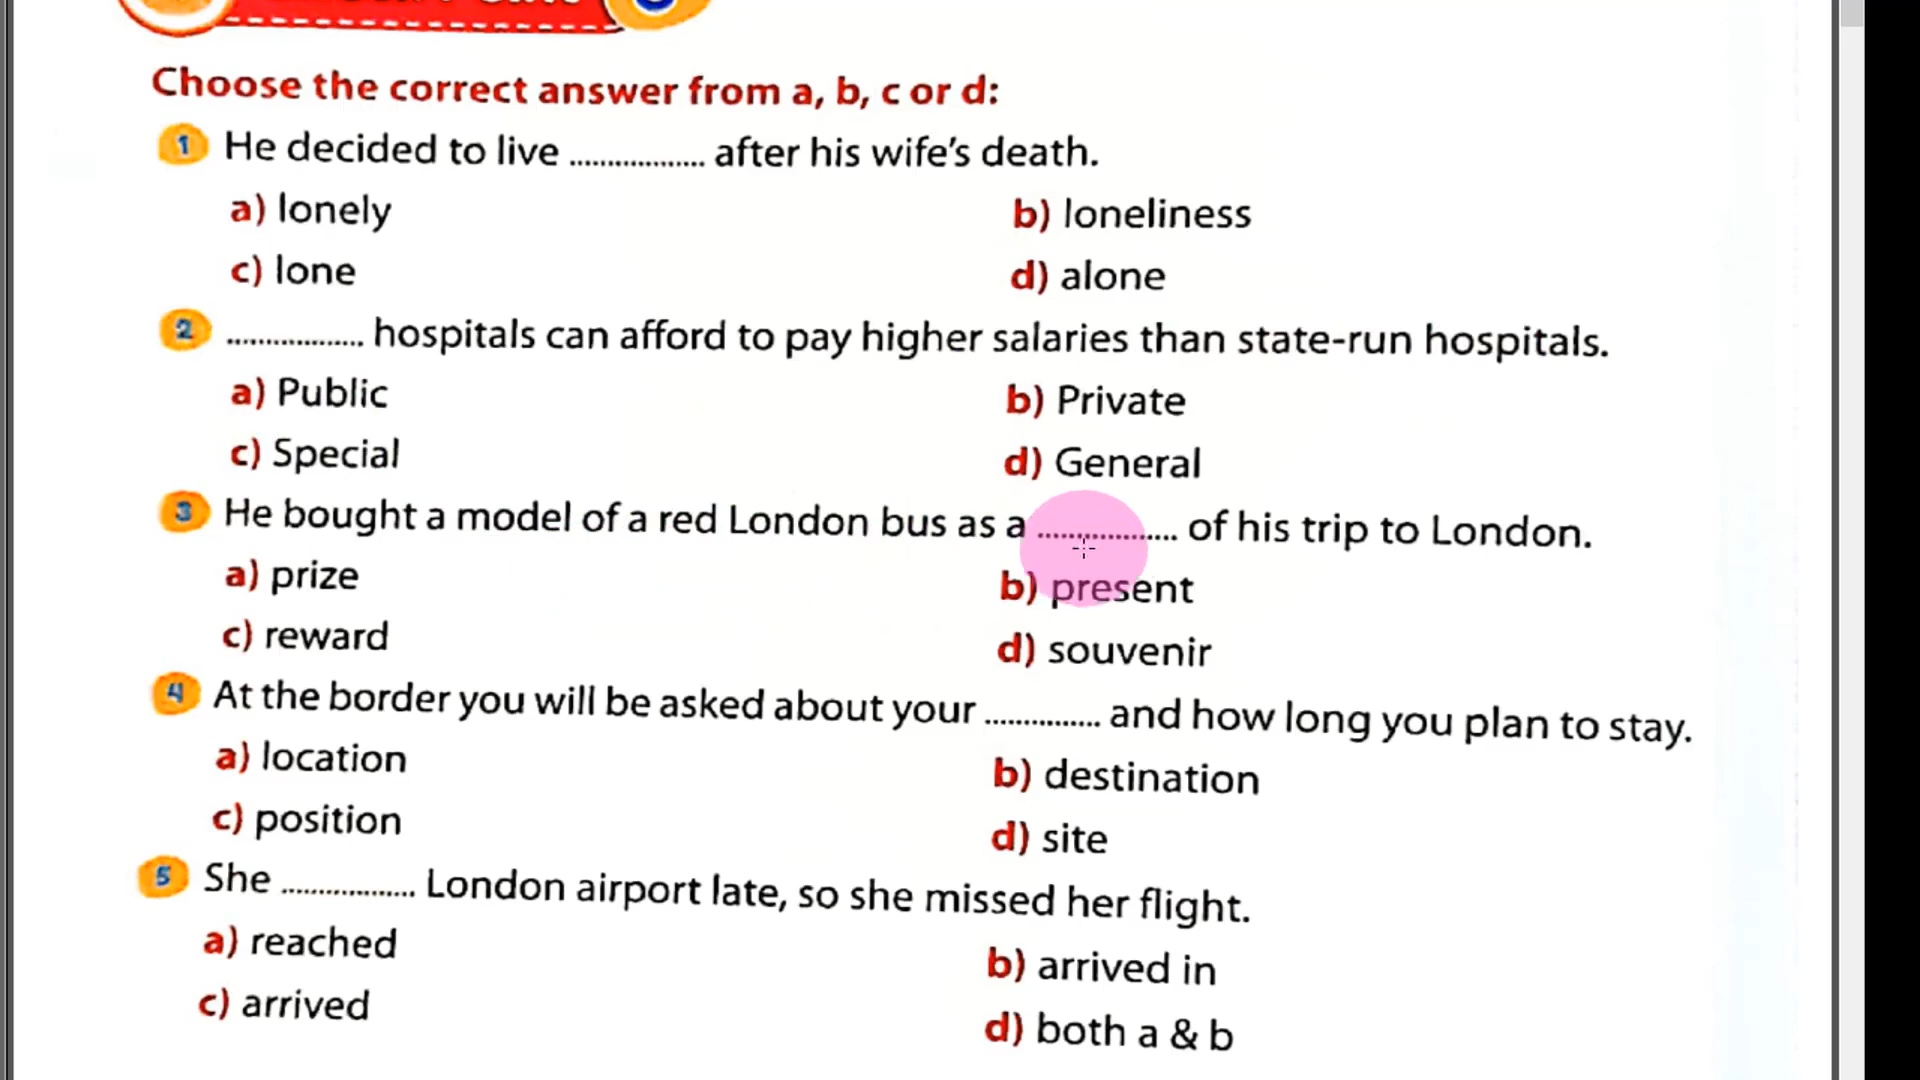 Choose the correct answer from a, b, c or d:
1 He decided to live .................. after his wife's death.
a) lonely b) loneliness
c) lone d) alone
2 .................. hospitals can afford to pay higher salaries than state-run hospitals.
a) Public b) Private
c) Special d) General
3 He bought a model of a red London bus as a .................. of his trip to London.
a) prize b) present
c) reward d) souvenir
4 At the border you will be asked about your ............... and how long you plan to stay.
a) location b) destination
c) position d) site
5 She .................. London airport late, so she missed her flight.
a) reached b) arrived in
c) arrived d) both a & b